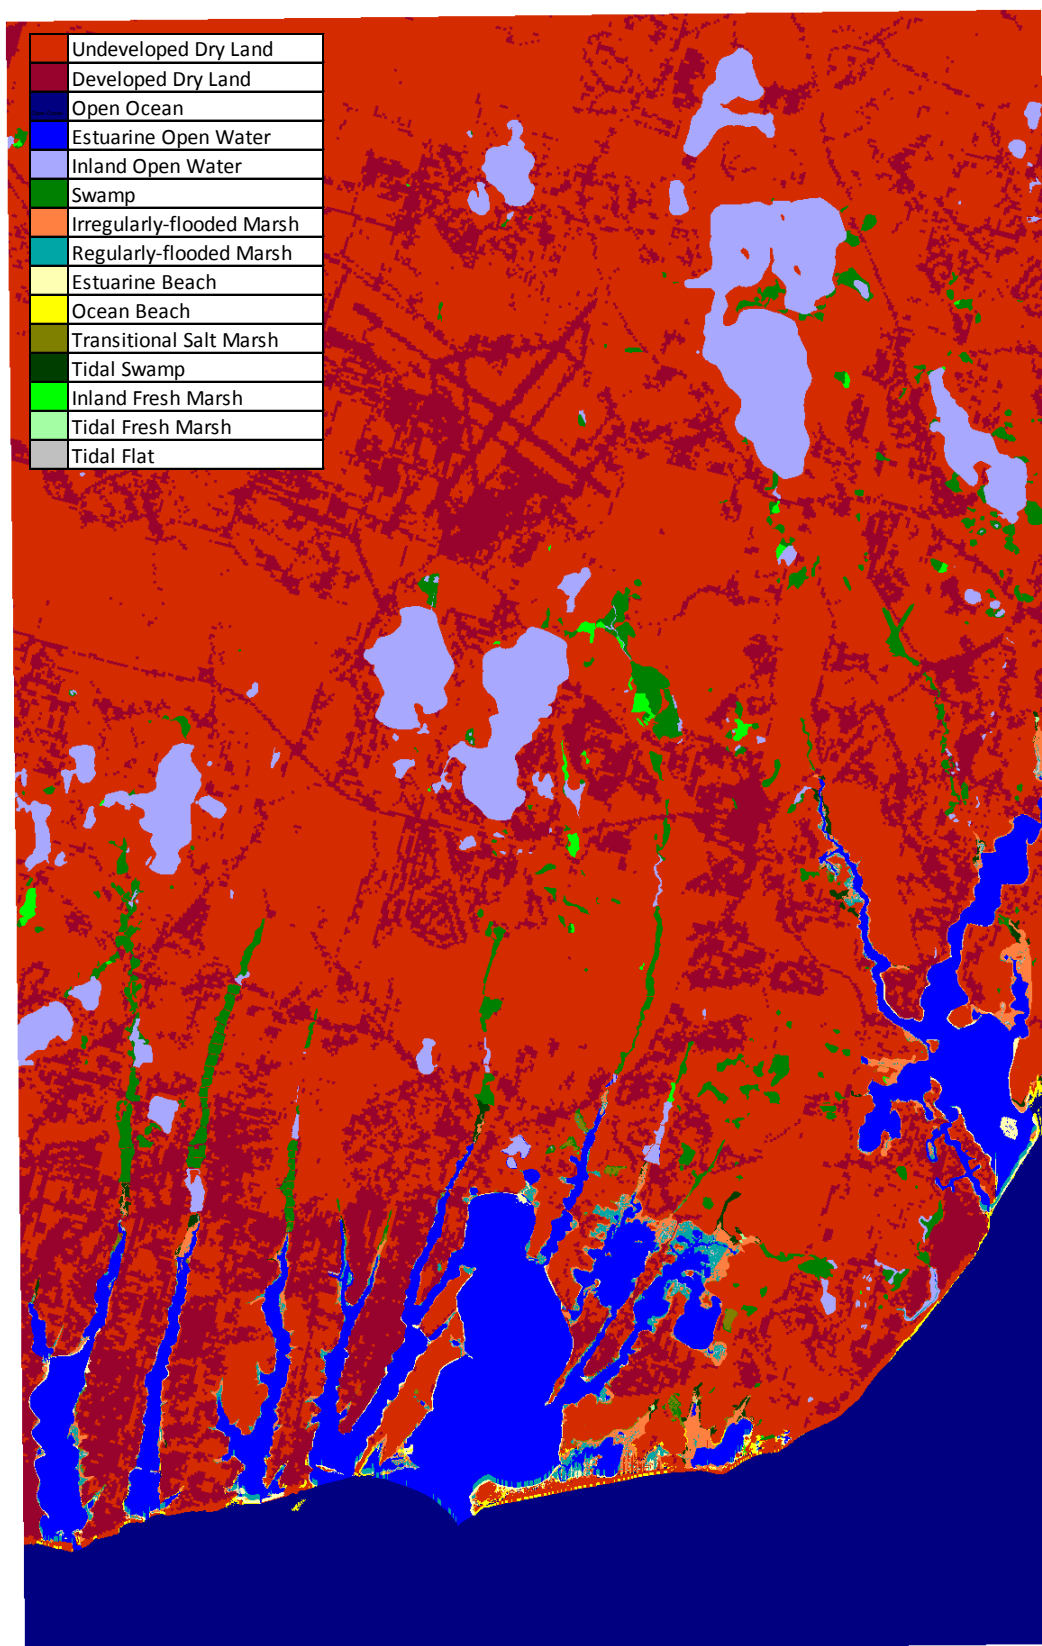 Undeveloped Dry Land
Developed Dry Land
Open Ocean
Estuarine Open Water
Inland Open Water
Swamp
Irregularly-flooded Marsh
Regularly-flooded Marsh
Estuarine Beach
Ocean Beach
Transitional Salt Marsh
Tidal Swamp
Inland Fresh Marsh
Tidal Fresh Marsh
Tidal Flat